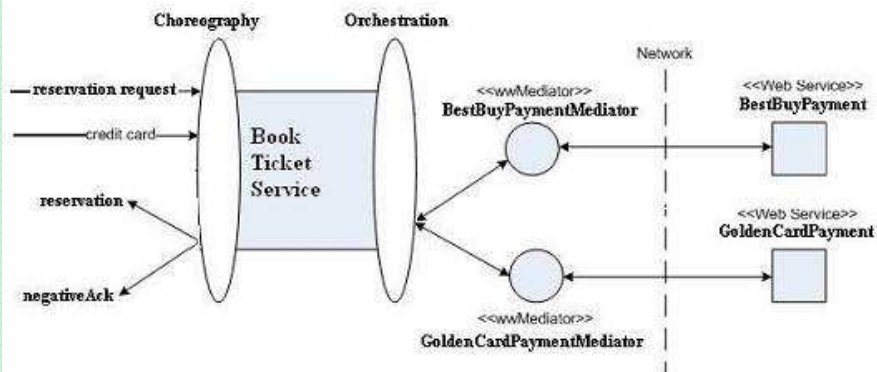 Choreography
Orchestration
Network
reservation request
credit card
reservation
negativeAck
Book
Ticket
Service
<<wwMediator>>
BestBuyPaymentMediator
<<Web Service>>
BestBuyPayment
<<Web Service>>
GoldenCardPayment
<<wwMediator>>
GoldenCardPaymentMediator